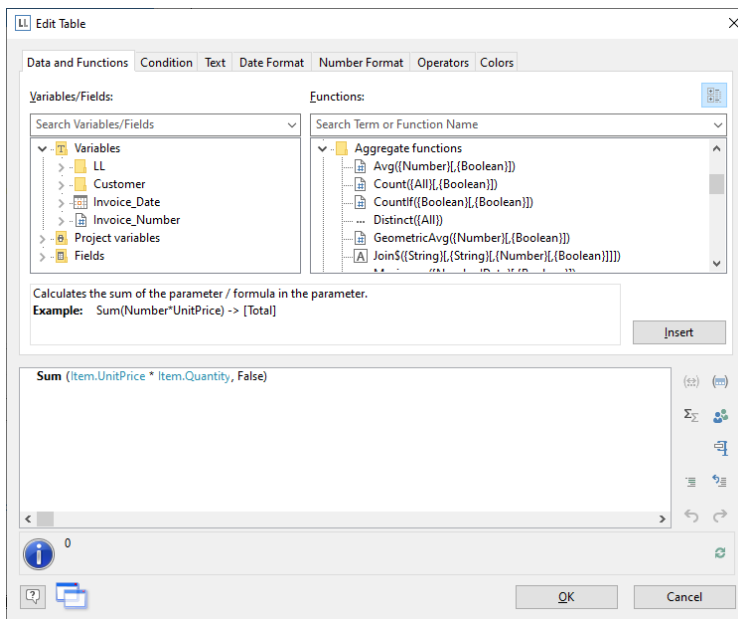 LL Edit Table
Data and Functions Condition Text Date Format Number Format Operators Colors
Variables/Fields:
Functions:
Search Variables/Fields
Search Term or Function Name
T Variables
LL
Customer
Invoice_Date
# Invoice_Number
Project variables
Fields
Aggregate functions
# Avg({Number}[,{Boolean}])
# Count({All}[,{Boolean}])
# CountIf({Boolean}[,{Boolean}])
... Distinct({All})
# GeometricAvg({Number}[,{Boolean}])
A Join$({String}[,{String}[,{Number}[,{Boolean}]]])
Calculates the sum of the parameter / formula in the parameter.
Example: Sum(Number*UnitPrice) -> [Total]
Insert
Sum (Item.UnitPrice * Item.Quantity, False)
0
OK
Cancel